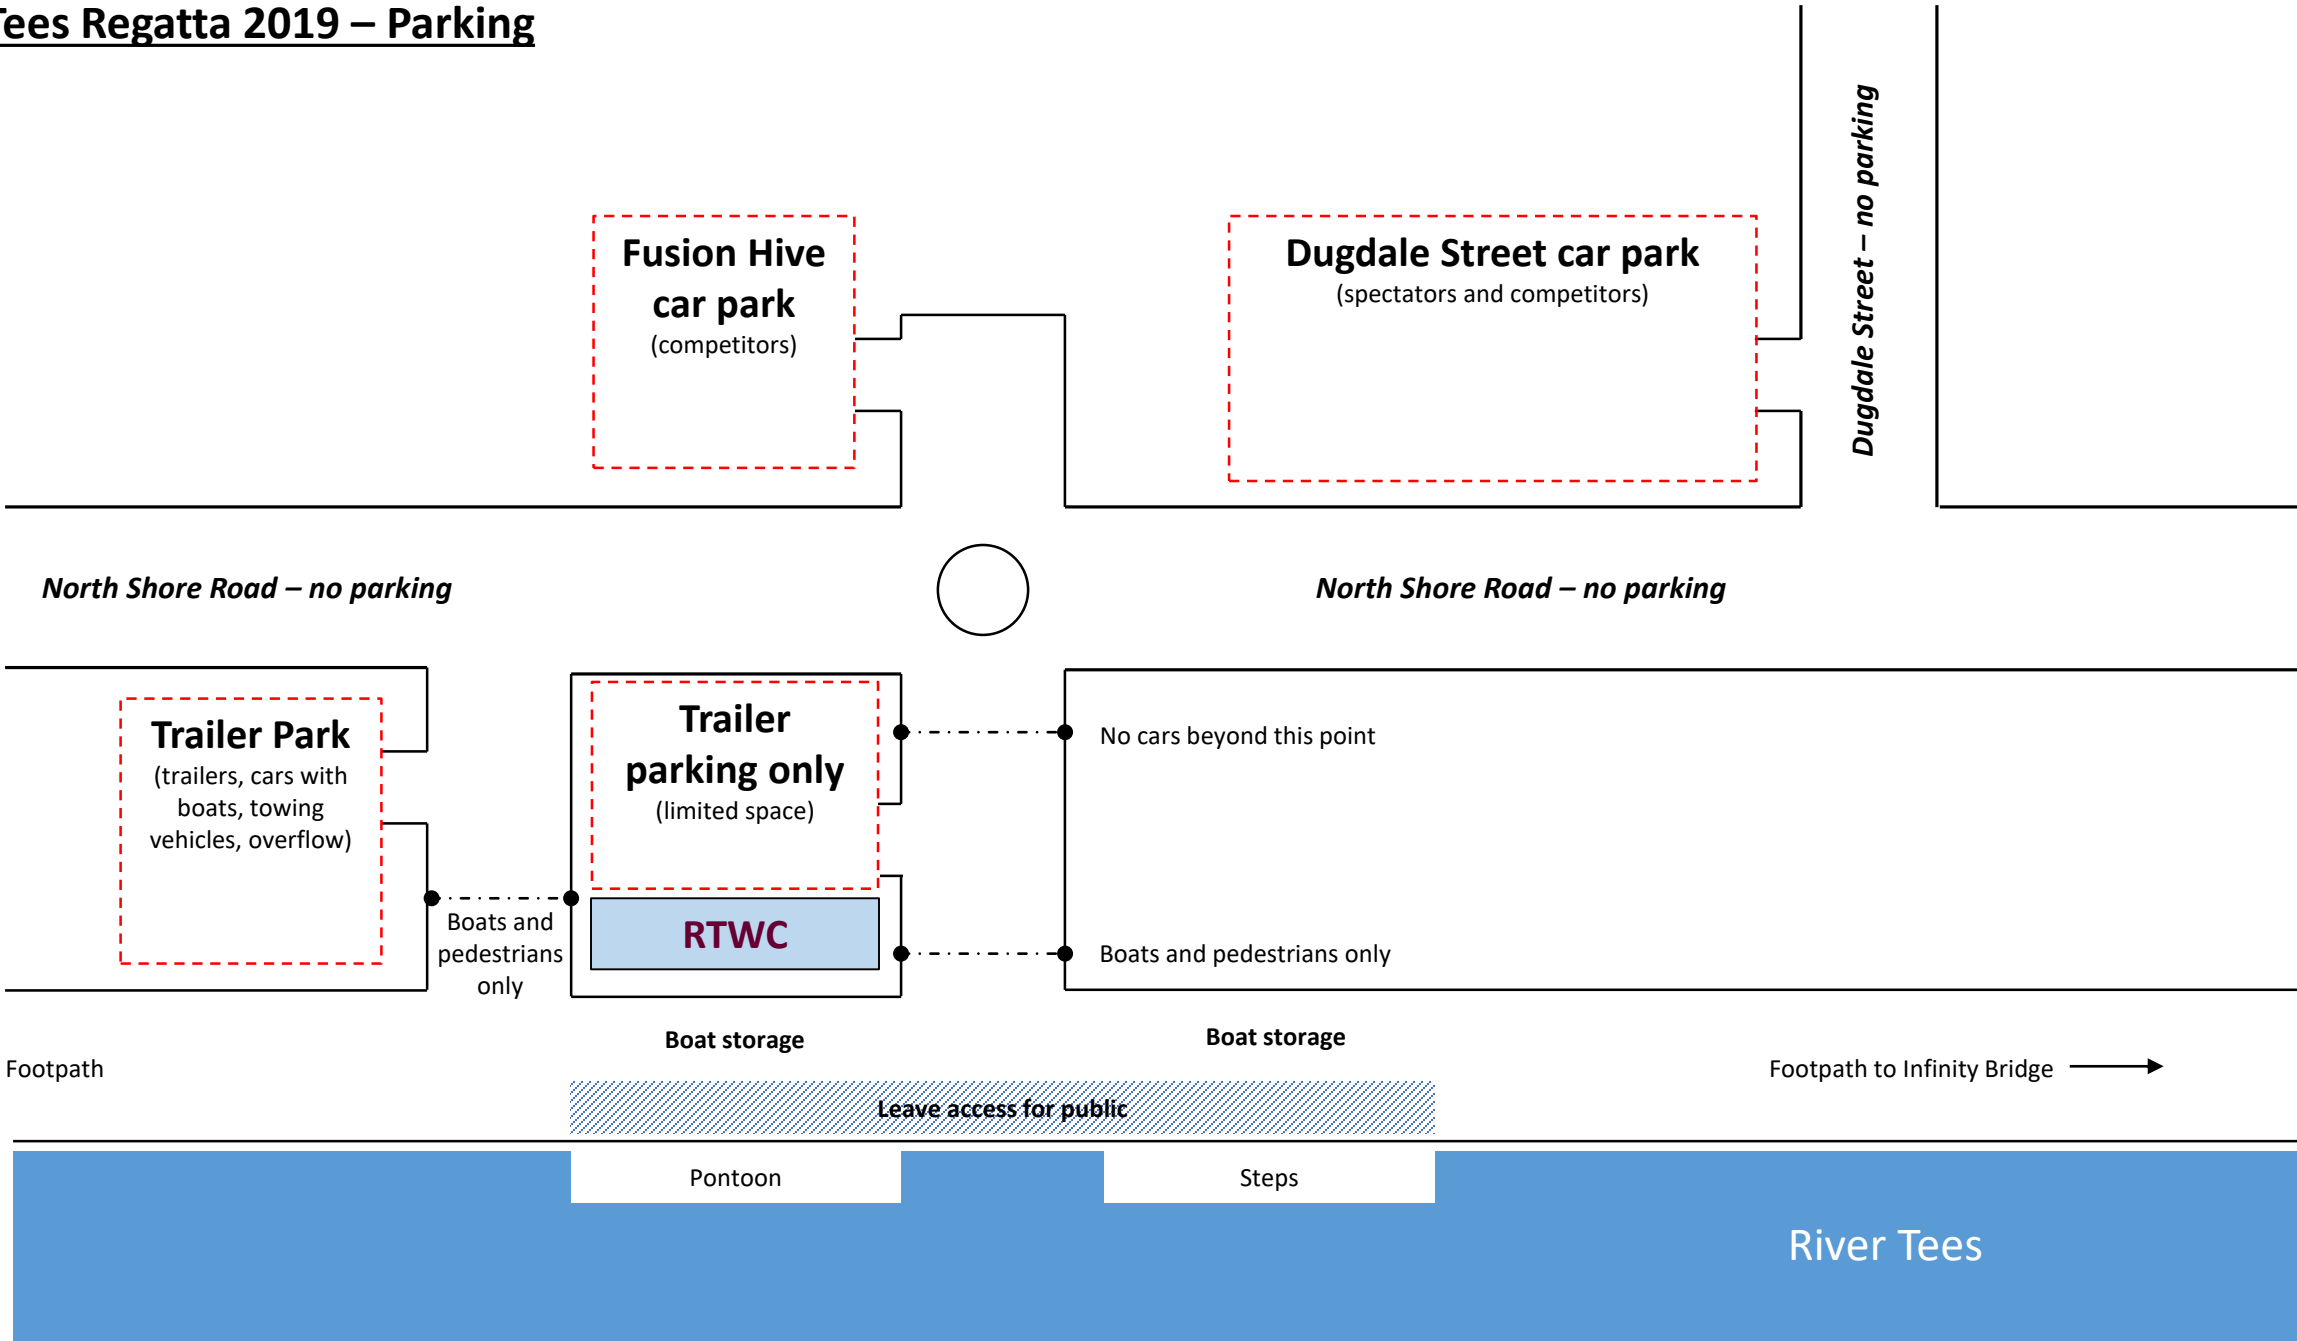 Tees Regatta 2019 – Parking
Dugdale Street – no parking
Fusion Hive
car park
(competitors)
Dugdale Street car park
(spectators and competitors)
North Shore Road – no parking
North Shore Road – no parking
Trailer Park
(trailers, cars with
boats, towing
vehicles, overflow)
Trailer
parking only
(limited space)
No cars beyond this point
Boats and
pedestrians
only
RTWC
Boats and pedestrians only
Boat storage
Boat storage
Footpath
Footpath to Infinity Bridge
Leave access for public
Pontoon
Steps
River Tees